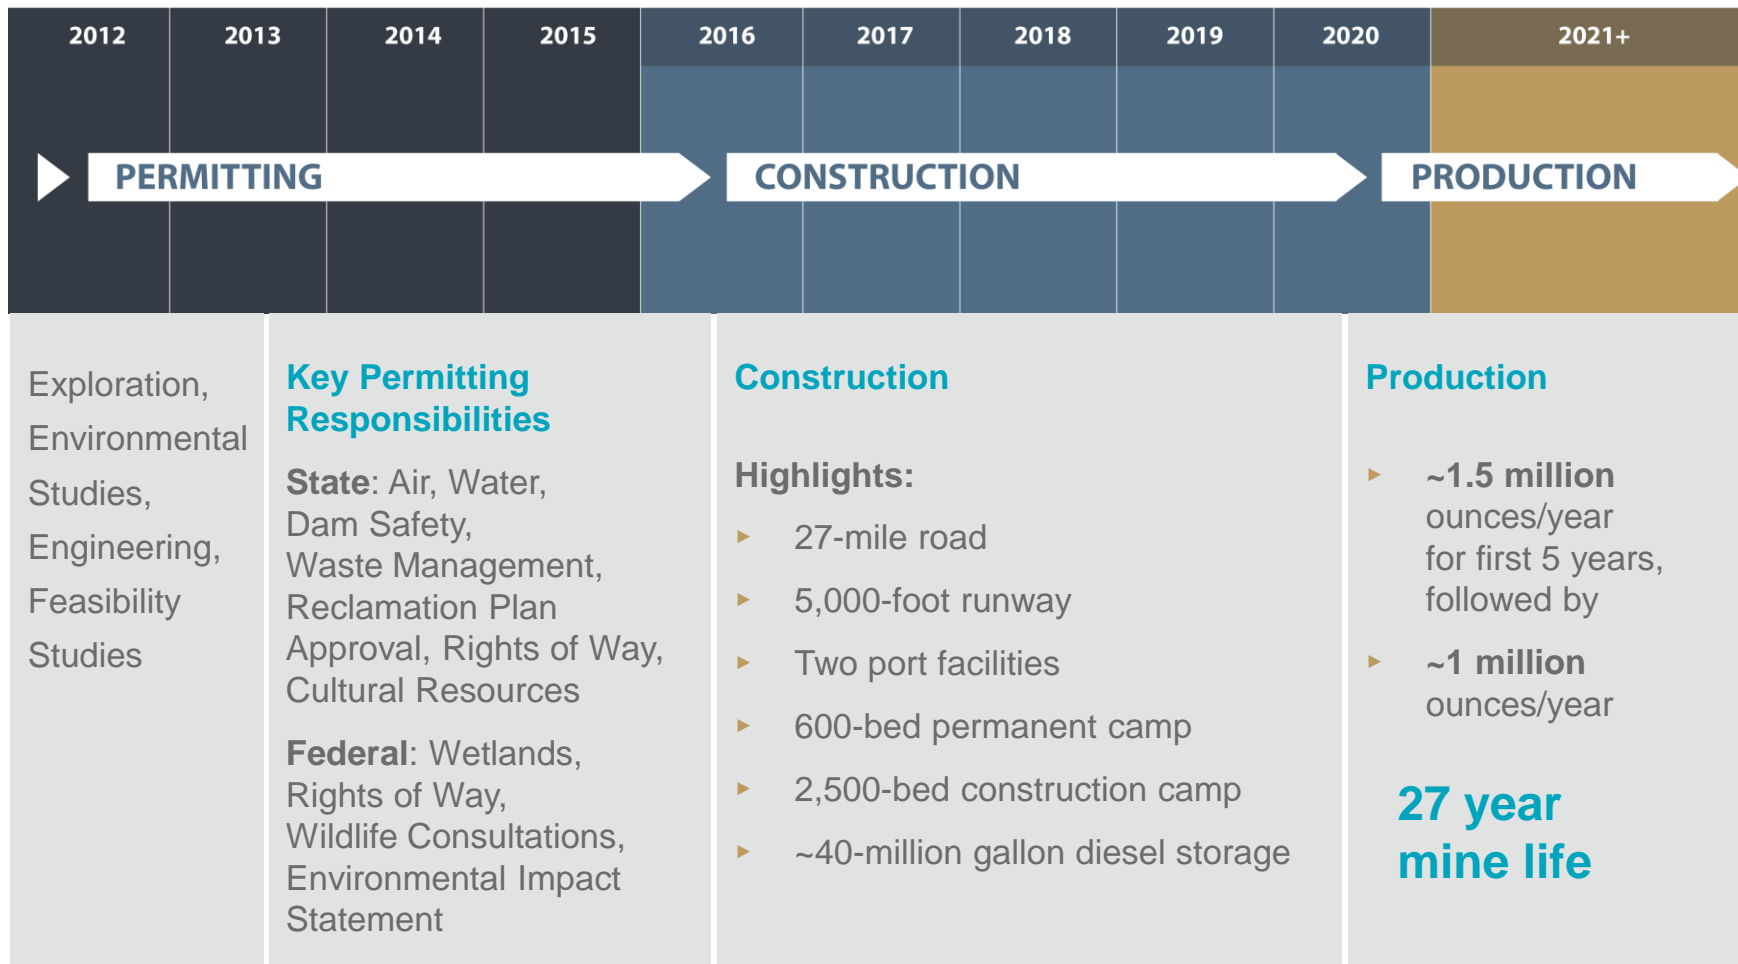 2012 2013 2014 2015 2016 2017 2018 2019 2020 2021+
PERMITTING CONSTRUCTION PRODUCTION
Exploration,
Environmental
Studies,
Engineering,
Feasibility
Studies
Key Permitting
Responsibilities
State: Air, Water,
Dam Safety,
Waste Management,
Reclamation Plan
Approval, Rights of Way,
Cultural Resources
Federal: Wetlands,
Rights of Way,
Wildlife Consultations,
Environmental Impact
Statement
Construction
Highlights:
▸ 27-mile road
▸ 5,000-foot runway
▸ Two port facilities
▸ 600-bed permanent camp
▸ 2,500-bed construction camp
▸ ~40-million gallon diesel storage
Production
▸ ~1.5 million
ounces/year
for first 5 years,
followed by
▸ ~1 million
ounces/year
27 year
mine life